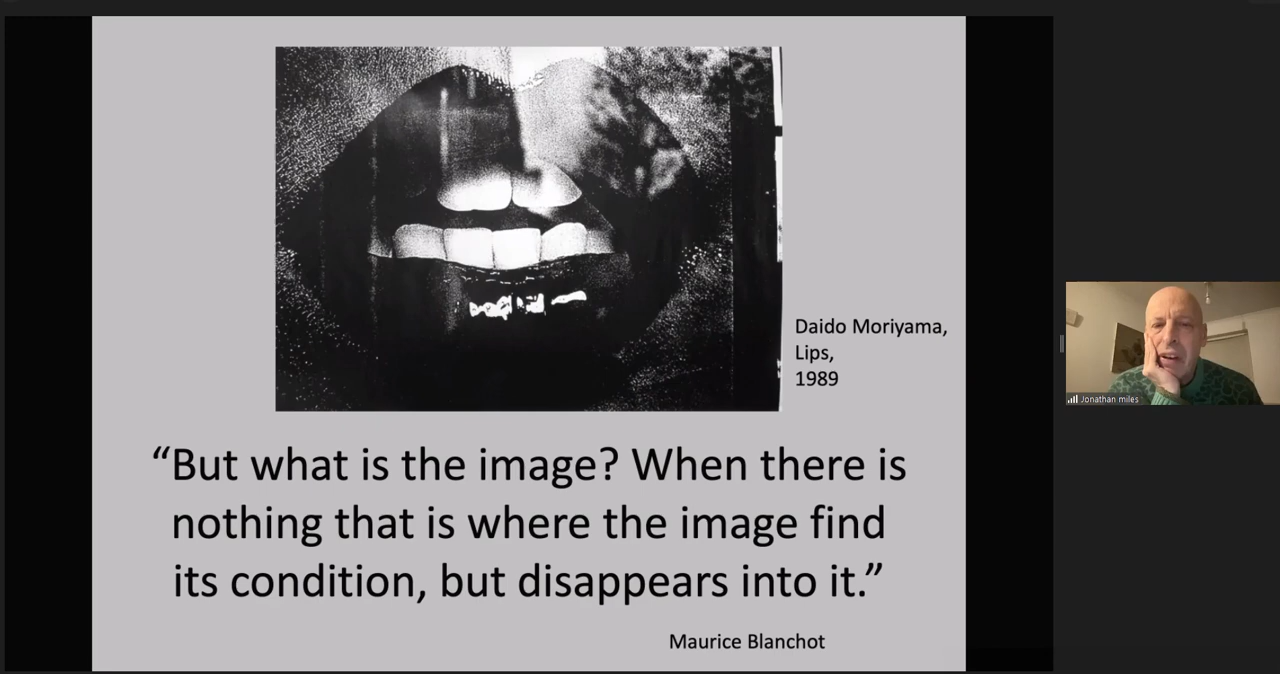 Daido Moriyama,
Lips,
1989
“But what is the image? When there is
nothing that is where the image find
its condition, but disappears into it.”
Maurice Blanchot
Jonathan miles